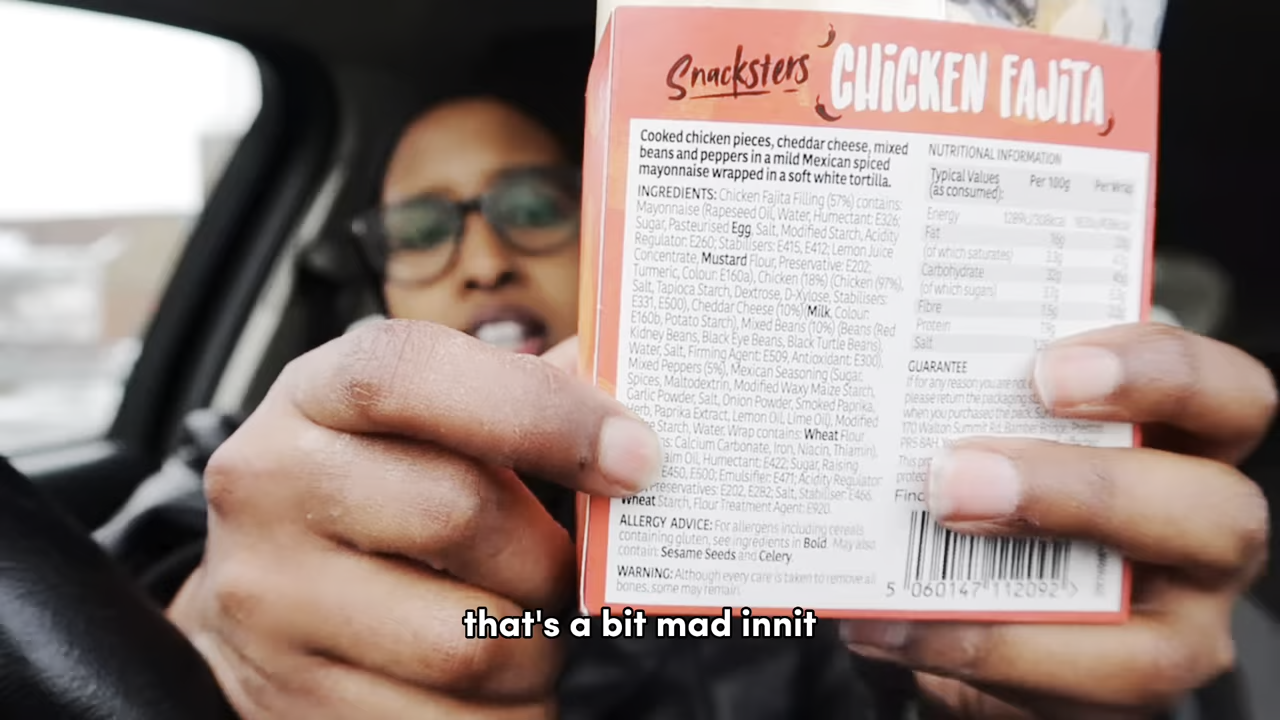 Snacksters CHICKEN FAJITA
Cooked chicken pieces, cheddar cheese, mixed
beans and peppers in a mild Mexican spiced
mayonnaise wrapped in a soft white tortilla.
INGREDIENTS: Chicken Fajita Filling (57%) contains:
Mayonnaise (Rapeseed Oil, Water, Humectant: E326;
Sugar, Pasteurised Egg, Salt, Modified Starch, Acidity
Regulator: E260; Stabilisers: E415, E412; Lemon Juice
Concentrate, Mustard Flour, Preservative: E202;
Turmeric, Colour: E160a), Chicken (18%) (Chicken (97%),
Salt, Tapioca Starch, Dextrose, D-Xylose, Stabilisers:
E331, E500), Cheddar Cheese (10%) (Milk, Colour:
E160b, Potato Starch), Mixed Beans (10%) (Beans (Red
Kidney Beans, Black Eye Beans, Black Turtle Beans),
Water, Salt, Firming Agent: E509, Antioxidant: E300),
Mixed Peppers (5%), Mexican Seasoning (Sugar,
Spices, Maltodextrin, Modified Waxy Maize Starch,
Garlic Powder, Salt, Onion Powder, Smoked Paprika,
Herb, Paprika Extract, Lemon Oil, Lime Oil), Modified
Starch, Water. Wrap contains: Wheat Flour
Calcium Carbonate, Iron, Niacin, Thiamin),
Oil, Humectant: E422; Sugar, Raising
E450, E500; Emulsifier: E471; Acidity Regulator
Preservatives: E202, E282; Salt, Stabiliser: E466,
Wheat Starch, Flour Treatment Agent: E920.
ALLERGY ADVICE: For allergens including cereals
containing gluten, see ingredients in Bold. May also
contain: Sesame Seeds and Celery.
WARNING: Although every care is taken to remove all
bones, some may remain.
NUTRITIONAL INFORMATION
Typical Values Per 100g Per Wrap
(as consumed):
Energy 1289kJ/308kcal
Fat 16g
(of which saturates) 3.3g
Carbohydrate 32g
(of which sugars)
Fibre
Protein
Salt
GUARANTEE
If for any reason you are not
please return the packaging
when you purchased the pack.
170 Walton Summit Rd, Bamber Bridge, Preston
PR5 8AH
5 060147 112092 >
that's a bit mad innit